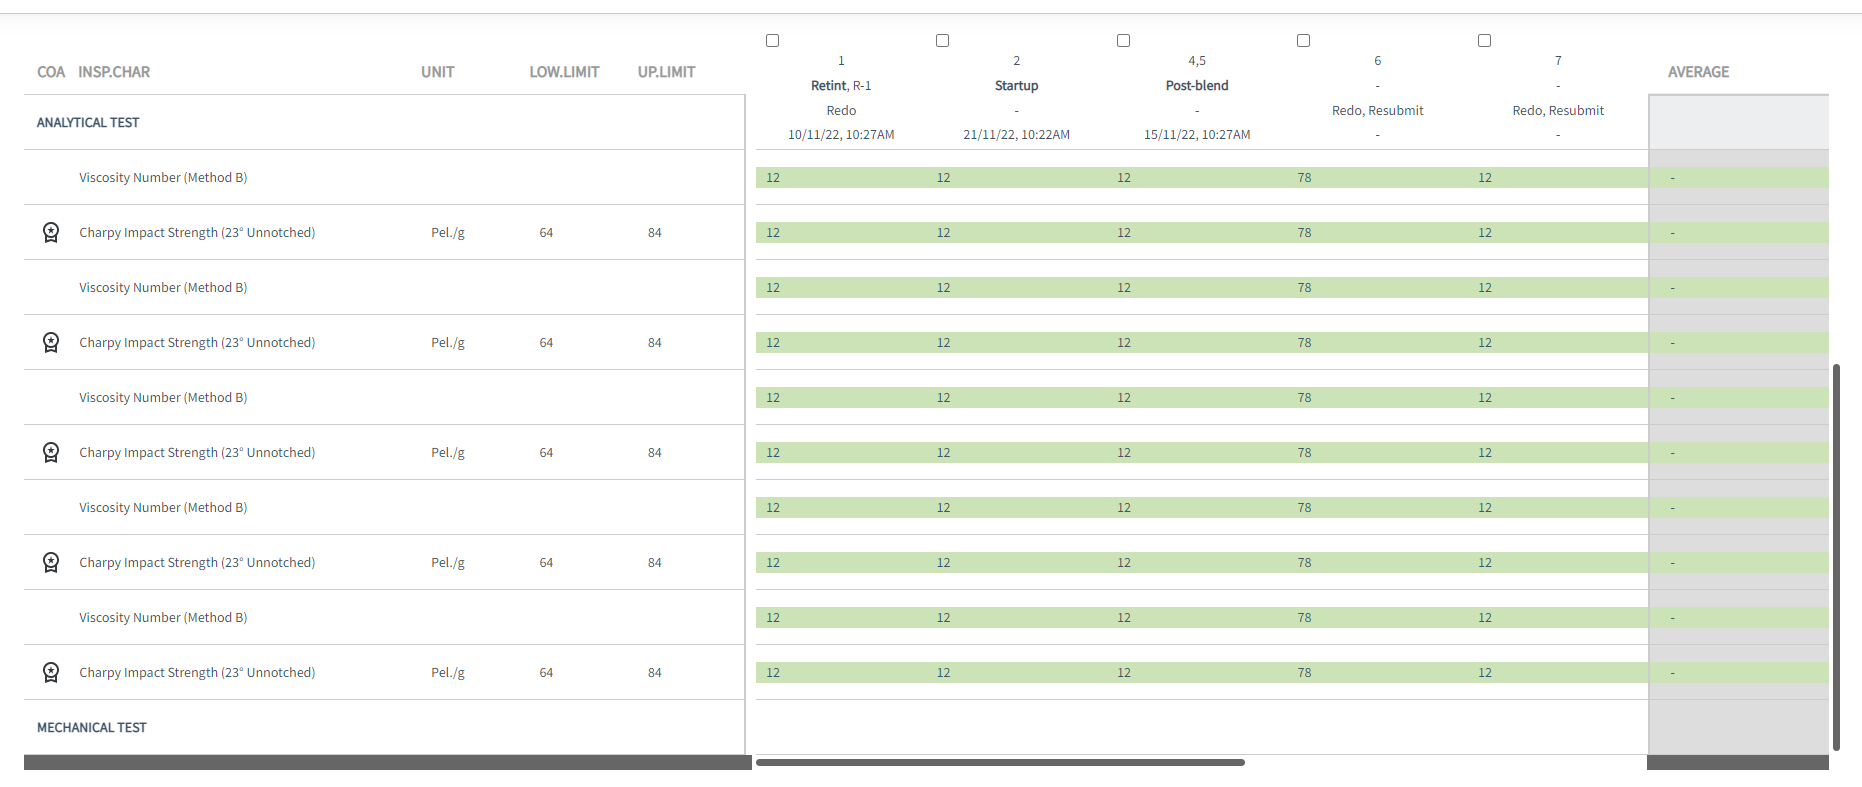 COA INSP.CHAR UNIT LOW.LIMIT UP.LIMIT 1 2 4,5 6 7 AVERAGE
Retint, R-1 Startup Post-blend - -
Redo - - Redo, Resubmit Redo, Resubmit
ANALYTICAL TEST 10/11/22, 10:27AM 21/11/22, 10:22AM 15/11/22, 10:27AM - -
Viscosity Number (Method B) 12 12 12 78 12 -
Charpy Impact Strength (23° Unnotched) Pel./g 64 84 12 12 12 78 12 -
Viscosity Number (Method B) 12 12 12 78 12 -
Charpy Impact Strength (23° Unnotched) Pel./g 64 84 12 12 12 78 12 -
Viscosity Number (Method B) 12 12 12 78 12 -
Charpy Impact Strength (23° Unnotched) Pel./g 64 84 12 12 12 78 12 -
Viscosity Number (Method B) 12 12 12 78 12 -
Charpy Impact Strength (23° Unnotched) Pel./g 64 84 12 12 12 78 12 -
Viscosity Number (Method B) 12 12 12 78 12 -
Charpy Impact Strength (23° Unnotched) Pel./g 64 84 12 12 12 78 12 -
MECHANICAL TEST